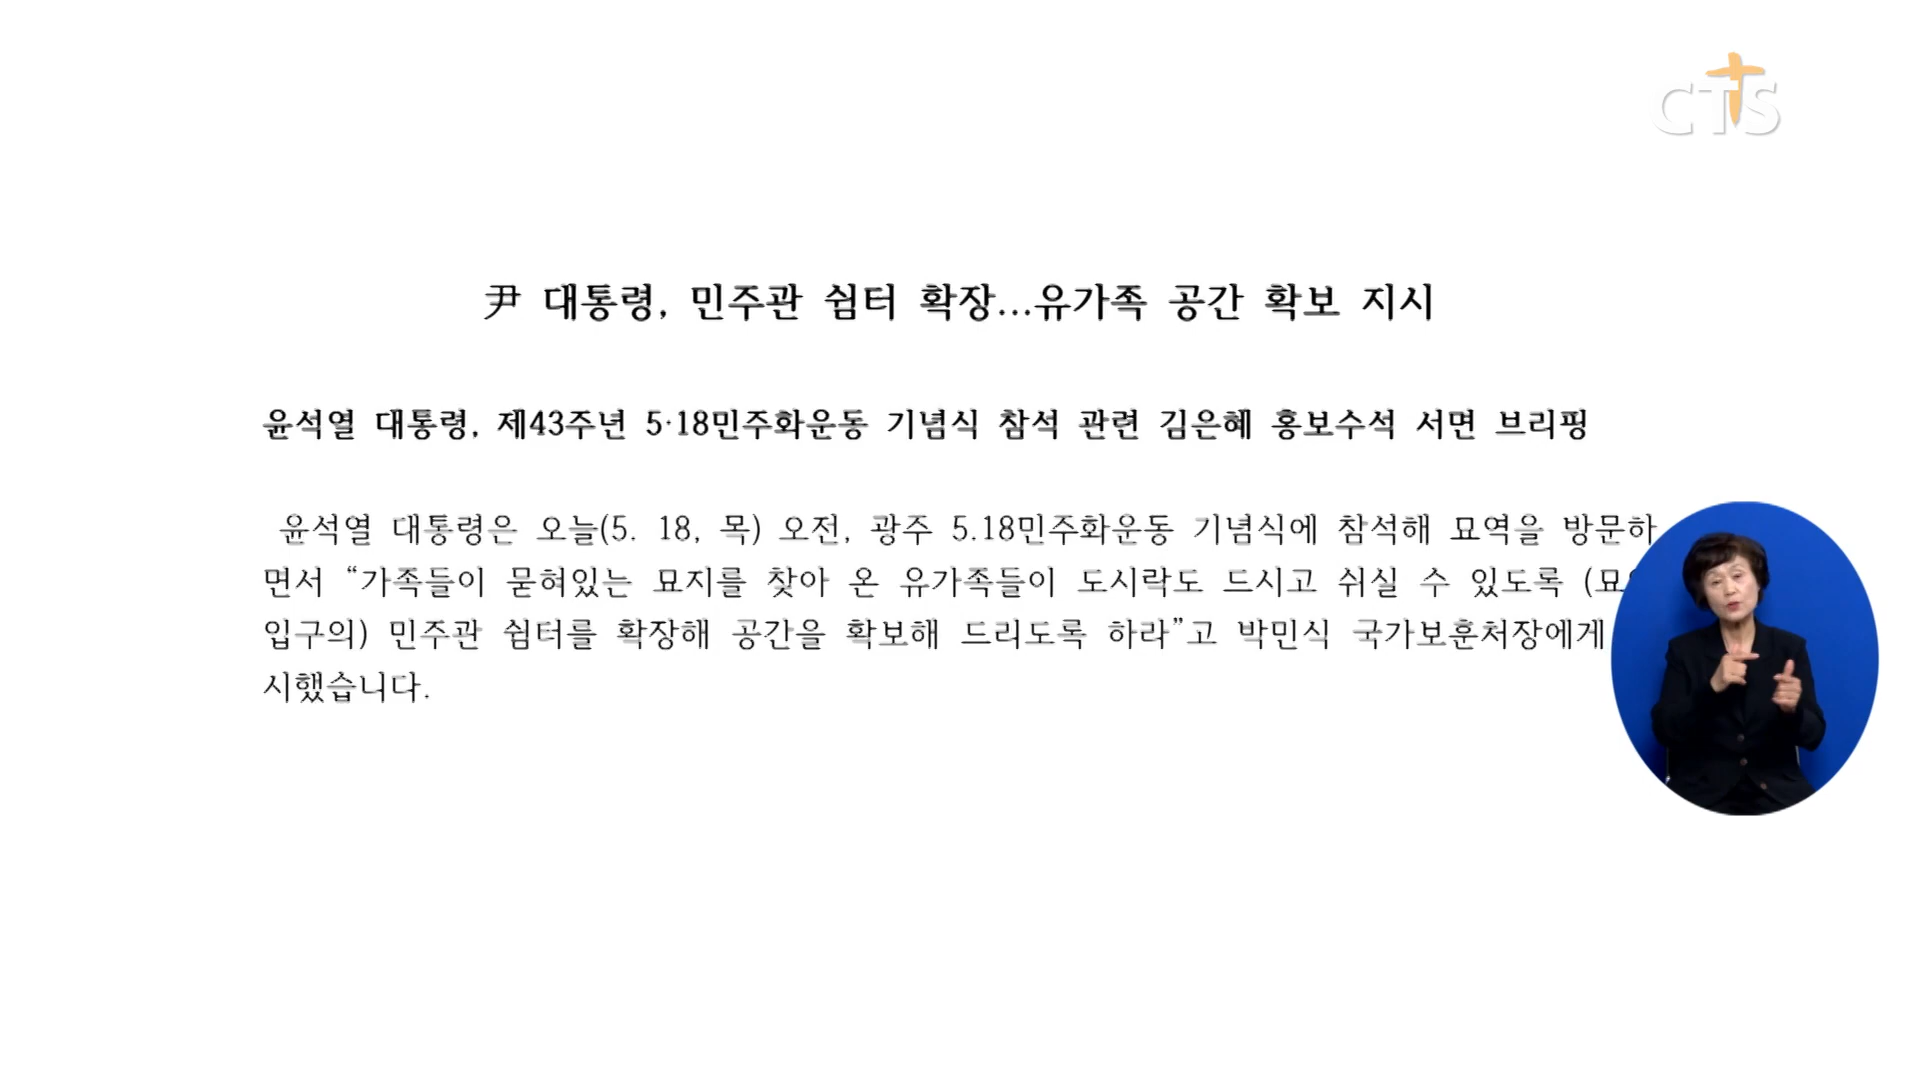 CTS
尹 대통령, 민주관 쉼터 확장...유가족 공간 확보 지시
윤석열 대통령, 제43주년 5·18민주화운동 기념식 참석 관련 김은혜 홍보수석 서면 브리핑
윤석열 대통령은 오늘(5. 18, 목) 오전, 광주 5.18민주화운동 기념식에 참석해 묘역을 방문하
면서 “가족들이 묻혀있는 묘지를 찾아 온 유가족들이 도시락도 드시고 쉬실 수 있도록
입구의) 민주관 쉼터를 확장해 공간을 확보해 드리도록 하라”고 박민식 국가보훈처장에게
시했습니다.